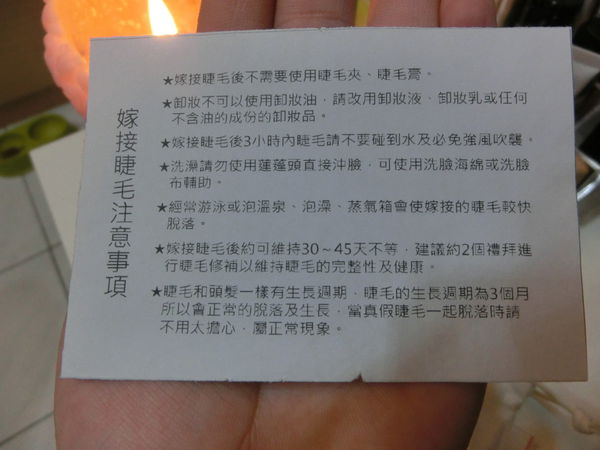 嫁接睫毛注意事項
★嫁接睫毛後不需要使用睫毛夾、睫毛膏。
★卸妝不可以使用卸妝油，請改用卸妝液、卸妝乳或任何
不含油的成份的卸妝品。
★嫁接睫毛後3小時內睫毛請不要碰到水及必免強風吹襲。
★洗澡請勿使用蓮蓬頭直接沖臉，可使用洗臉海綿或洗臉
布輔助。
★經常游泳或泡溫泉、泡澡、蒸氣箱會使嫁接的睫毛較快
脫落。
★嫁接睫毛後約可維持30～45天不等，建議約2個禮拜進
行睫毛修補以維持睫毛的完整性及健康。
★睫毛和頭髮一樣有生長週期，睫毛的生長週期為3個月
所以會正常的脫落及生長，當真假睫毛一起脫落時請
不用太擔心，屬正常現象。